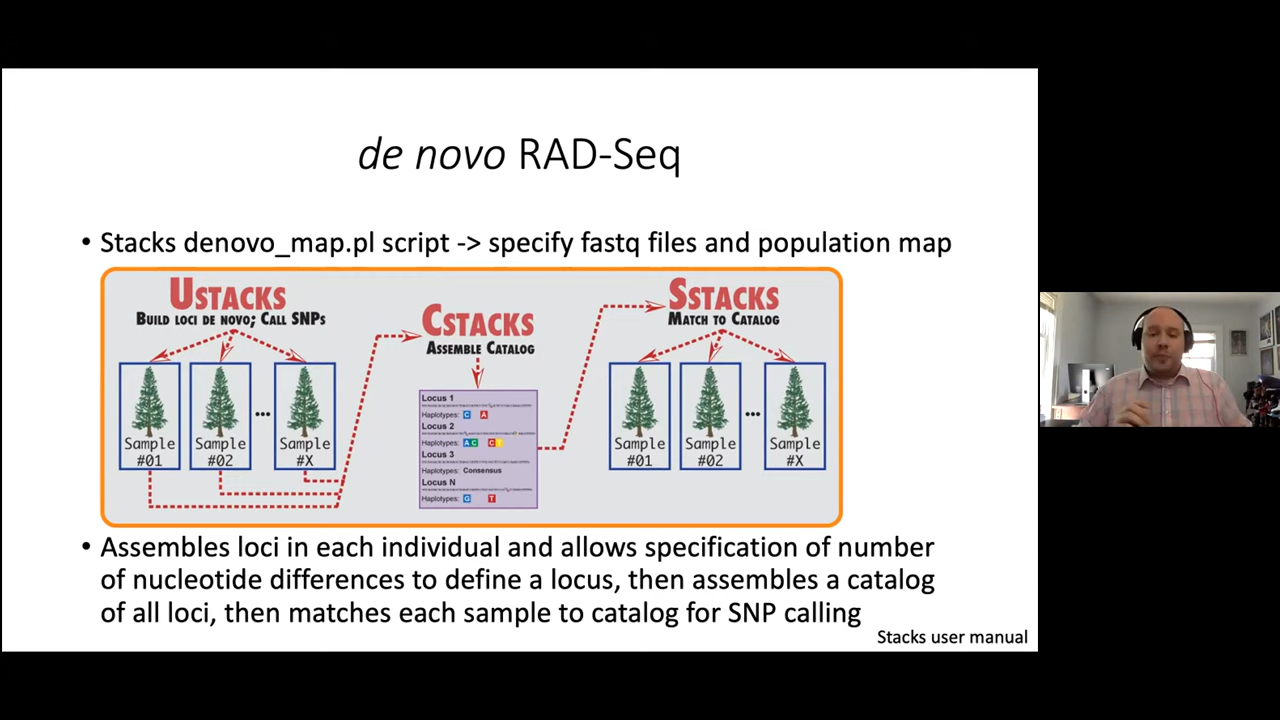 de novo RAD-Seq
• Stacks denovo_map.pl script -> specify fastq files and population map
USTACKS
BUILD LOCI DE NOVO; CALL SNPS
CSTACKS
ASSEMBLE CATALOG
SSTACKS
MATCH TO CATALOG
Sample
#01
Sample
#02
...
Sample
#X
Locus 1
Haplotypes: C A
Locus 2
Haplotypes: AC CT
Locus 3
Haplotypes: Consensus
Locus N
Haplotypes: G T
Sample
#01
Sample
#02
...
Sample
#X
• Assembles loci in each individual and allows specification of number
of nucleotide differences to define a locus, then assembles a catalog
of all loci, then matches each sample to catalog for SNP calling
Stacks user manual